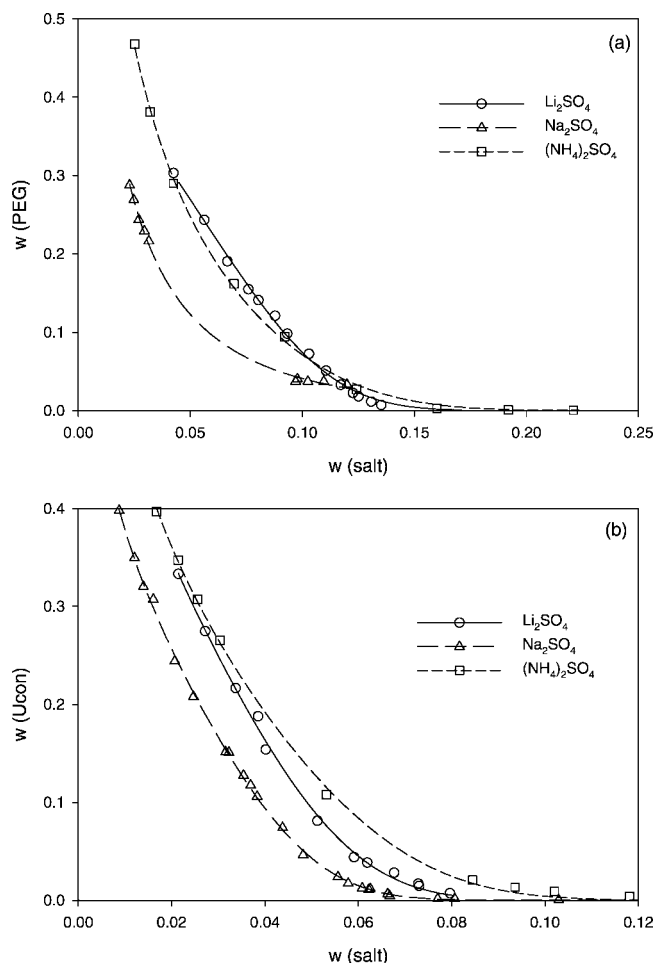 (a)
0.5
0.4
0.3
0.2
0.1
0.0
w (PEG)
Li₂SO₄
Na₂SO₄
(NH₄)₂SO₄
0.00 0.05 0.10 0.15 0.20 0.25
w (salt)
(b)
0.4
0.3
0.2
0.1
0.0
w (Ucon)
Li₂SO₄
Na₂SO₄
(NH₄)₂SO₄
0.00 0.02 0.04 0.06 0.08 0.10 0.12
w (salt)